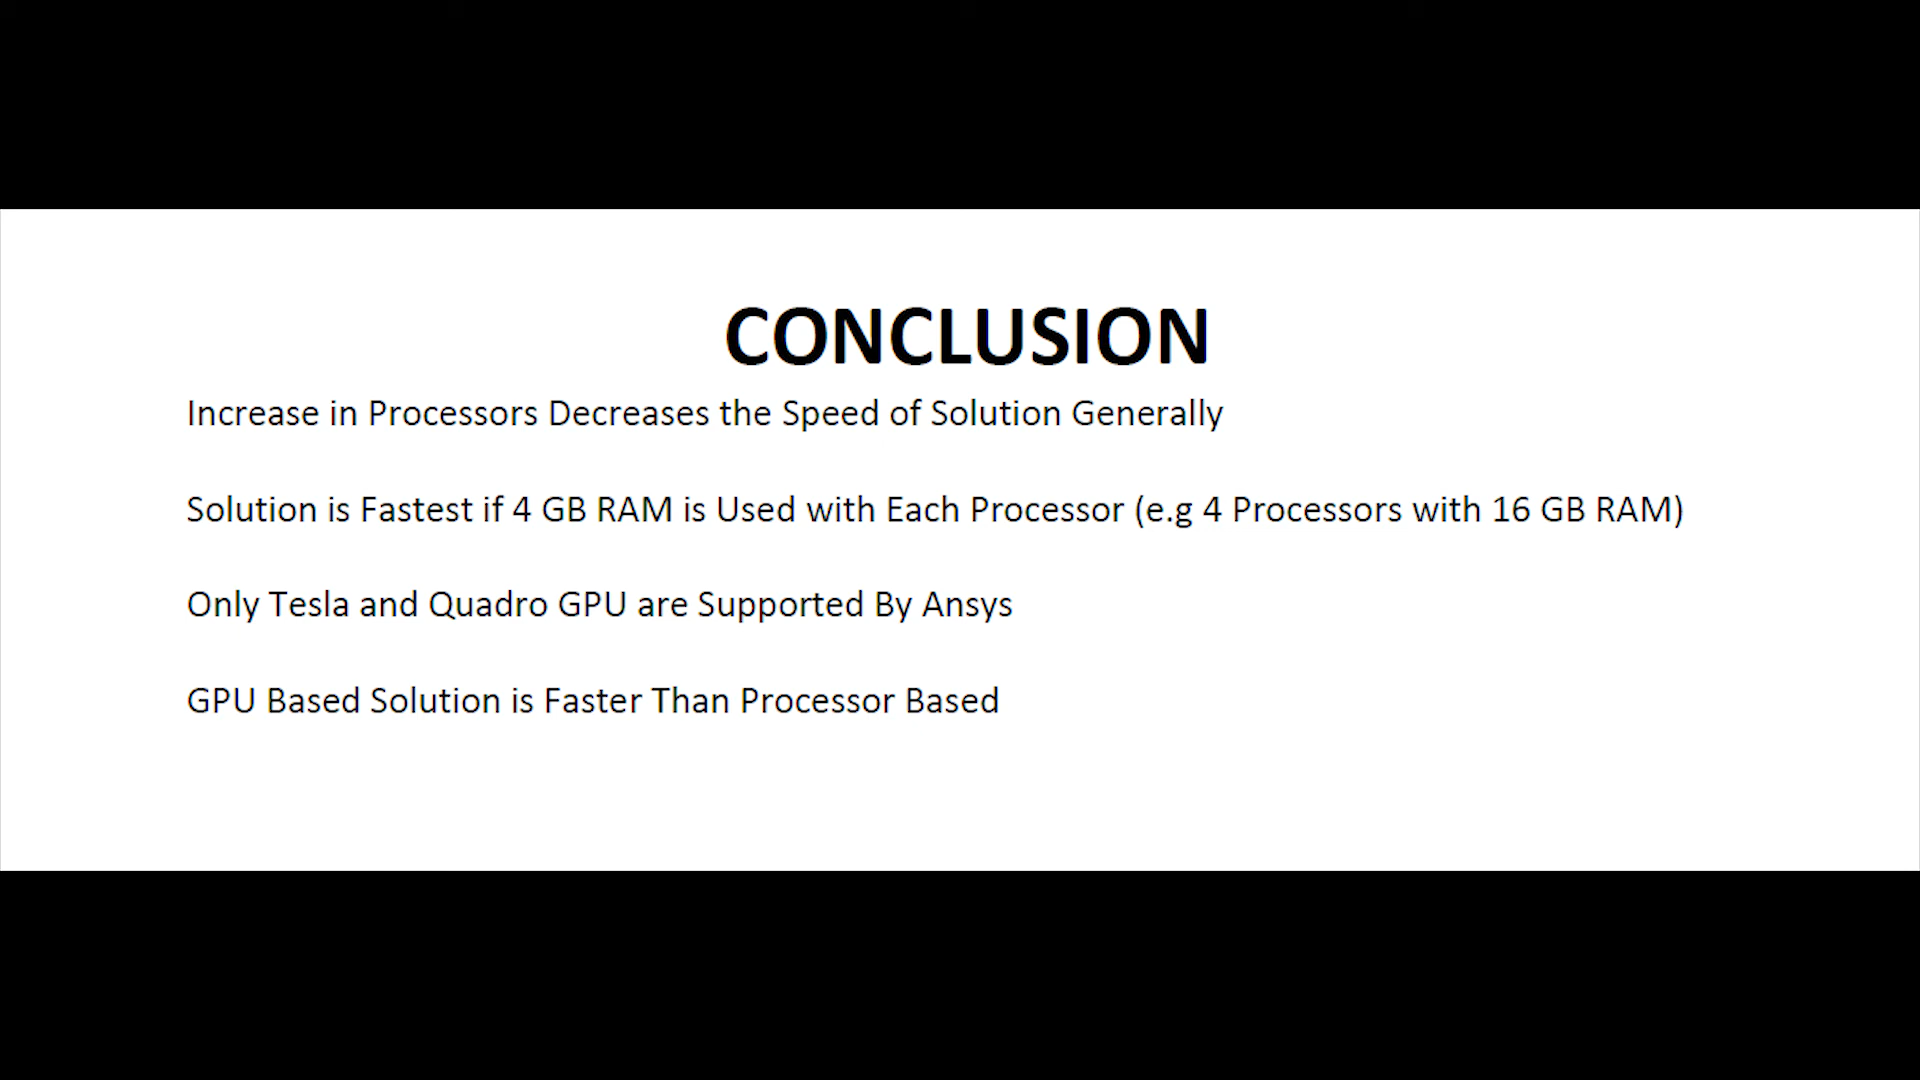 CONCLUSION
Increase in Processors Decreases the Speed of Solution Generally
Solution is Fastest if 4 GB RAM is Used with Each Processor (e.g 4 Processors with 16 GB RAM)
Only Tesla and Quadro GPU are Supported By Ansys
GPU Based Solution is Faster Than Processor Based